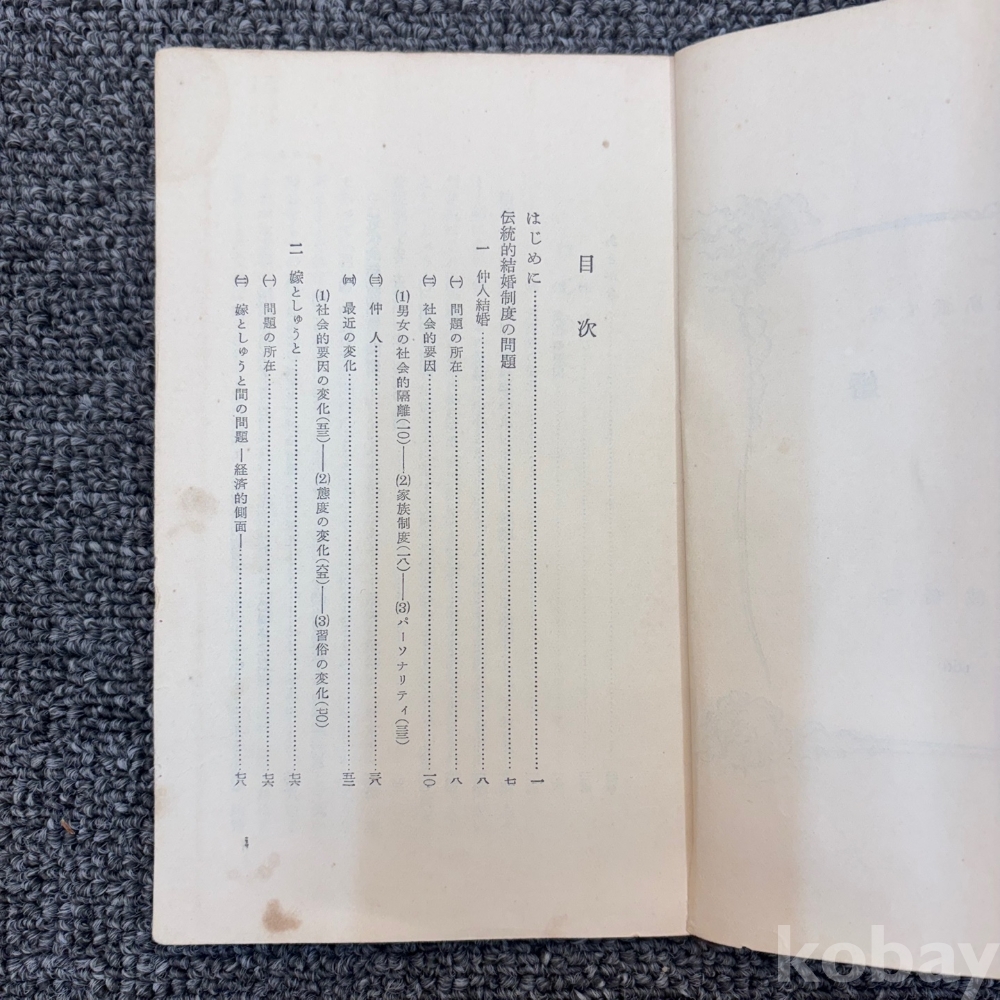 目次
はじめに…………一
伝統的結婚制度の問題…………七
一 仲人結婚…………八
㈠ 問題の所在…………八
㈡ 社会的要因…………一〇
⑴男女の社会的隔離(一〇)――⑵家族制度(一八)――⑶パーソナリティ(三三)
㈢ 仲人…………三八
㈣ 最近の変化…………五三
⑴社会的要因の変化(五三)――⑵態度の変化(六五)――⑶習俗の変化(七〇)
二 嫁としゅうと…………七六
㈠ 問題の所在…………七六
㈡ 嫁としゅうと間の問題―経済的側面―…………七八
kobay